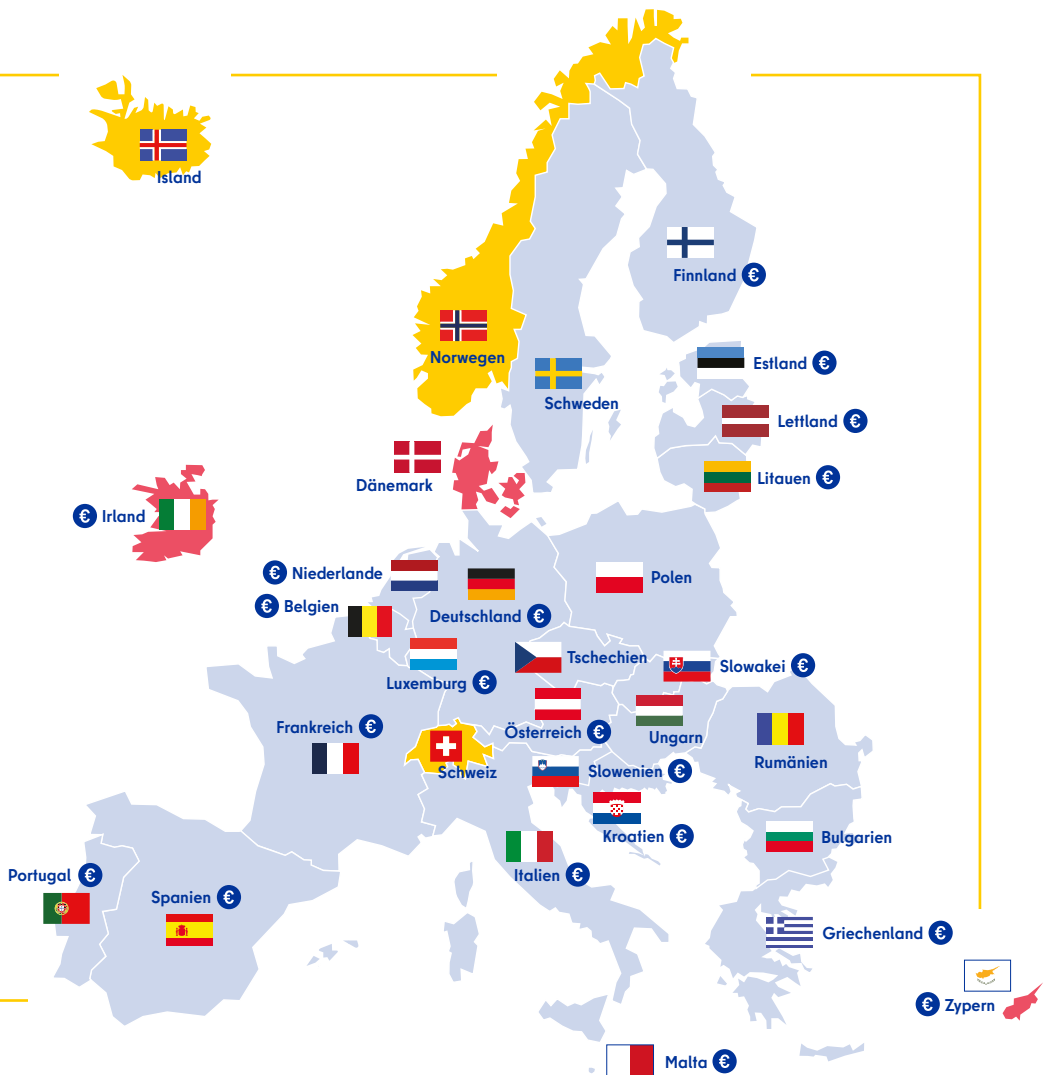 Island
Finnland €
Norwegen
Estland €
Schweden
Lettland €
Litauen €
Dänemark
€ Irland
€ Niederlande
Polen
€ Belgien
Deutschland €
Tschechien
Slowakei €
Luxemburg €
Frankreich €
Österreich €
Ungarn
Rumänien
Schweiz
Slowenien €
Kroatien €
Bulgarien
Italien €
Portugal €
Spanien €
Griechenland €
€ Zypern
Malta €